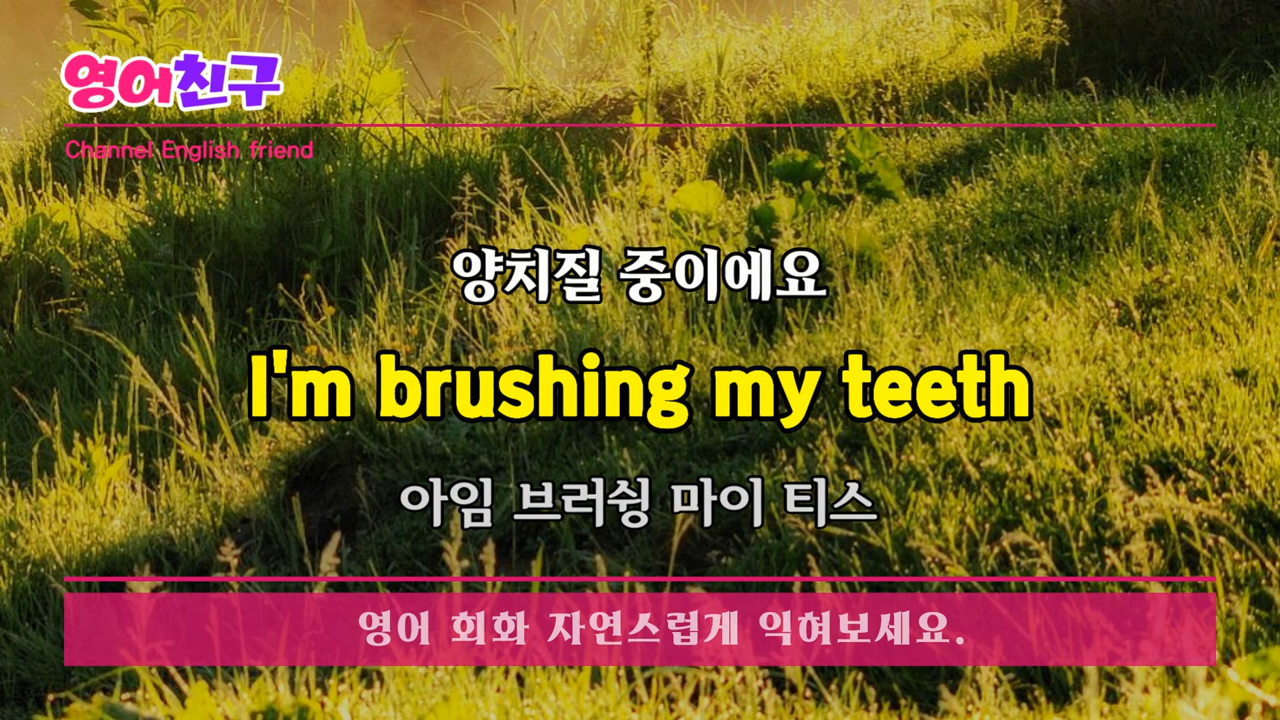 영어친구
Channel English friend
양치질 중이에요
I'm brushing my teeth
아임 브러슁 마이 티스
영어 회화 자연스럽게 익혀보세요.